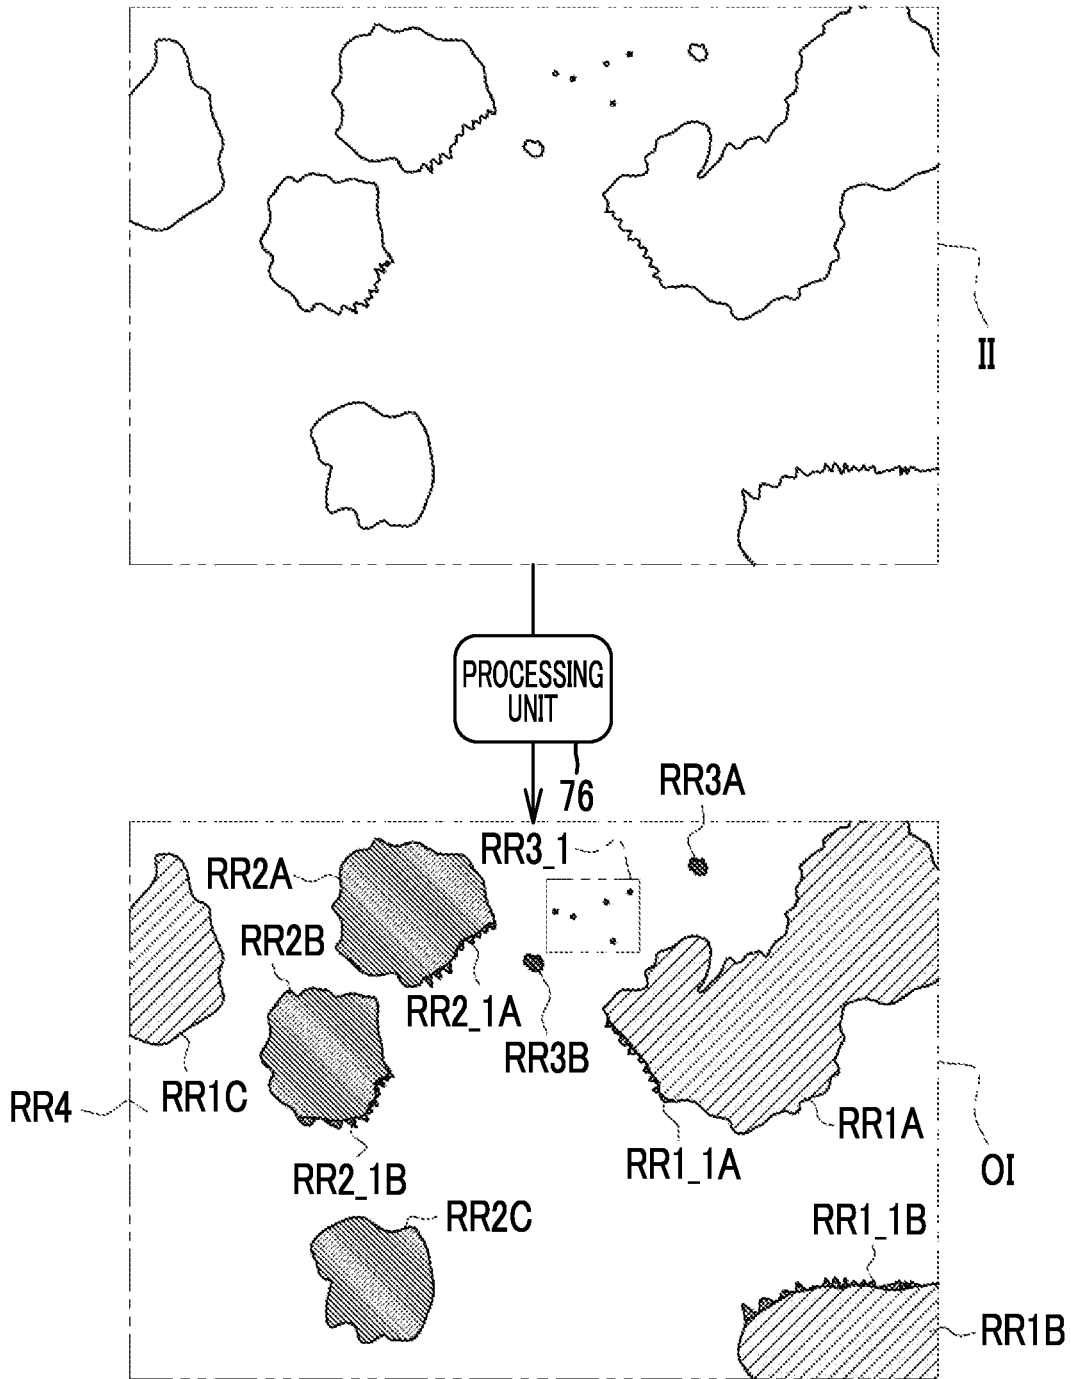 II
PROCESSING
UNIT
76
RR3A
RR3_1
RR2A
RR2B
RR2_1A
RR3B
RR1C
RR4
RR1A
RR1_1A
OI
RR2_1B
RR2C
RR1_1B
RR1B